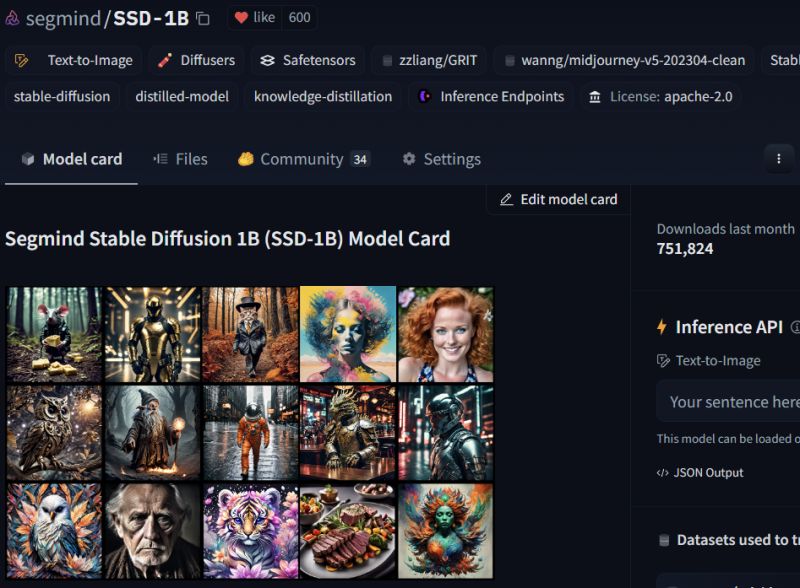 segmind/SSD-1B like 600
Text-to-Image Diffusers Safetensors zzliang/GRIT wanng/midjourney-v5-202304-clean
stable-diffusion distilled-model knowledge-distillation Inference Endpoints License: apache-2.0
Model card Files Community 34 Settings
Edit model card
Segmind Stable Diffusion 1B (SSD-1B) Model Card
Downloads last month
751,824
Inference API
Text-to-Image
Your sentence here
This model can be loaded o
JSON Output
Datasets used to tr